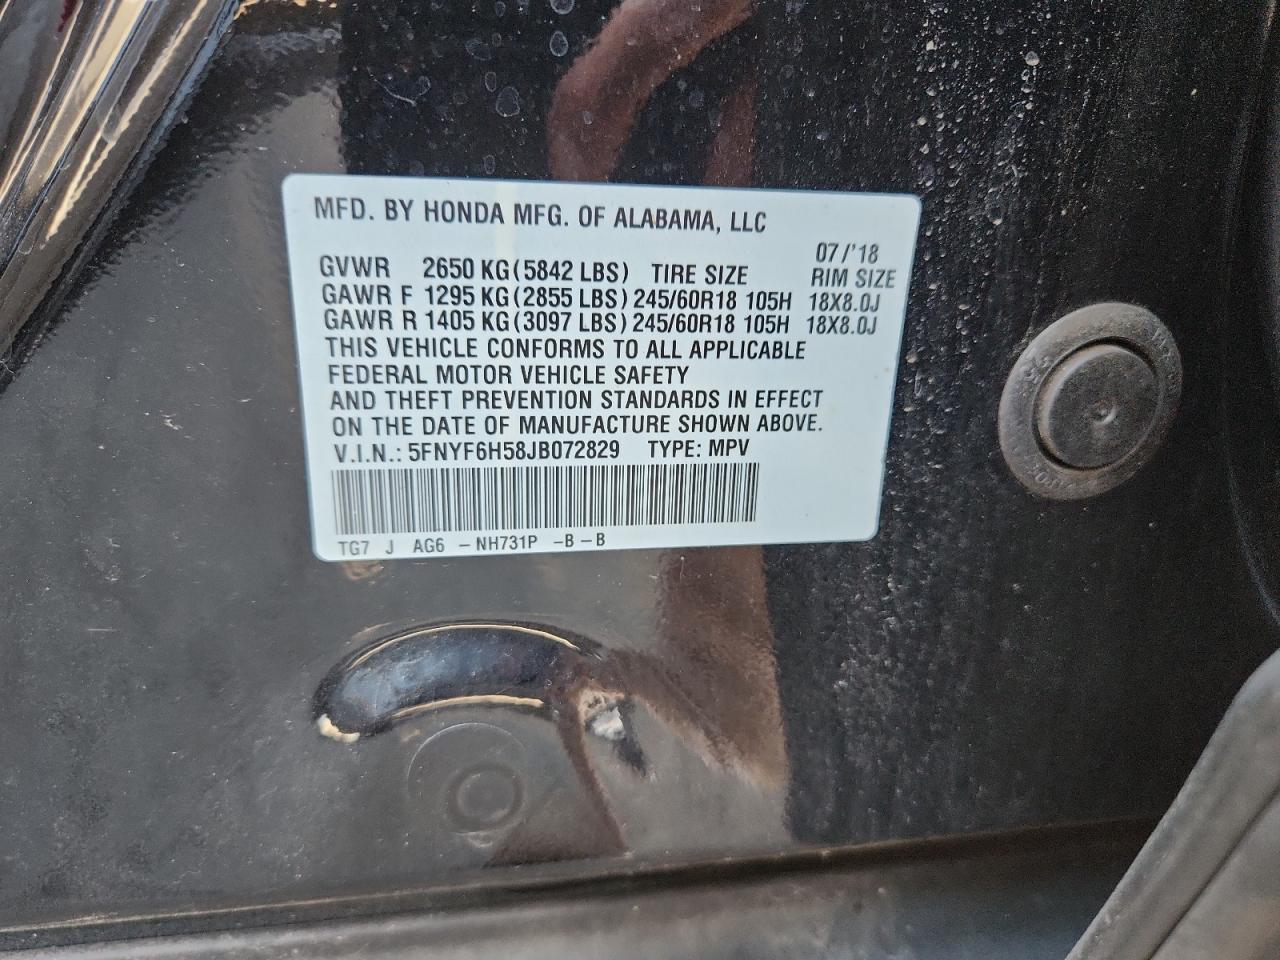 MFD. BY HONDA MFG. OF ALABAMA, LLC
07/'18
GVWR 2650 KG(5842 LBS) TIRE SIZE RIM SIZE
GAWR F 1295 KG(2855 LBS) 245/60R18 105H 18X8.0J
GAWR R 1405 KG(3097 LBS) 245/60R18 105H 18X8.0J
THIS VEHICLE CONFORMS TO ALL APPLICABLE
FEDERAL MOTOR VEHICLE SAFETY
AND THEFT PREVENTION STANDARDS IN EFFECT
ON THE DATE OF MANUFACTURE SHOWN ABOVE.
V.I.N.: 5FNYF6H58JB072829 TYPE: MPV
TG7 J AG6 -NH731P -B-B